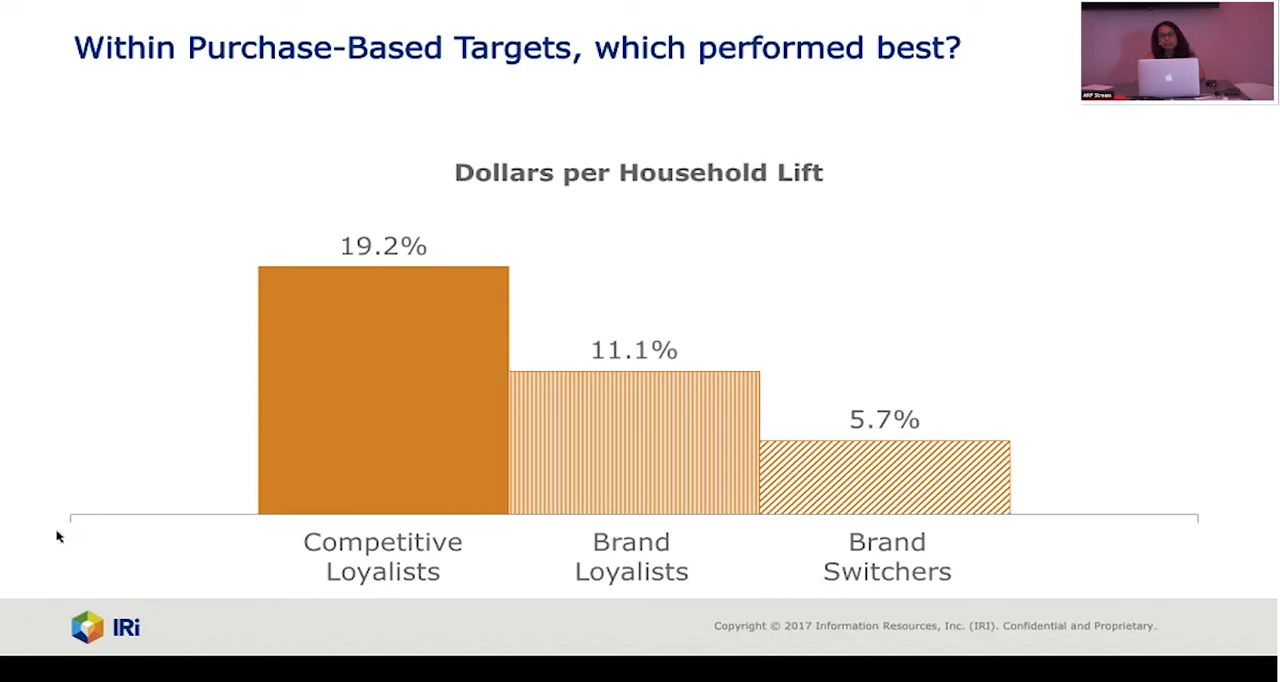 Within Purchase-Based Targets, which performed best?
ARF Stream
Dollars per Household Lift
19.2%
11.1%
5.7%
Competitive
Loyalists
Brand
Loyalists
Brand
Switchers
IRi
Copyright © 2017 Information Resources, Inc. (IRI). Confidential and Proprietary.